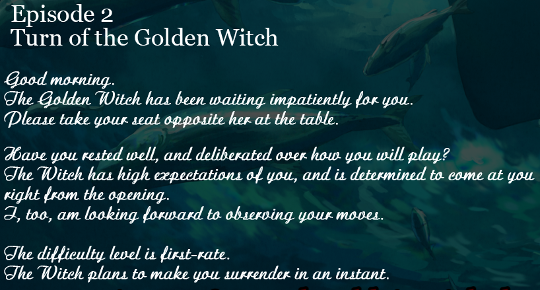 Episode 2
Turn of the Golden Witch
Good morning.
The Golden Witch has been waiting impatiently for you.
Please take your seat opposite her at the table.
Have you rested well, and deliberated over how you will play?
The Witch has high expectations of you, and is determined to come at you
right from the opening.
I, too, am looking forward to observing your moves.
The difficulty level is first-rate.
The Witch plans to make you surrender in an instant.